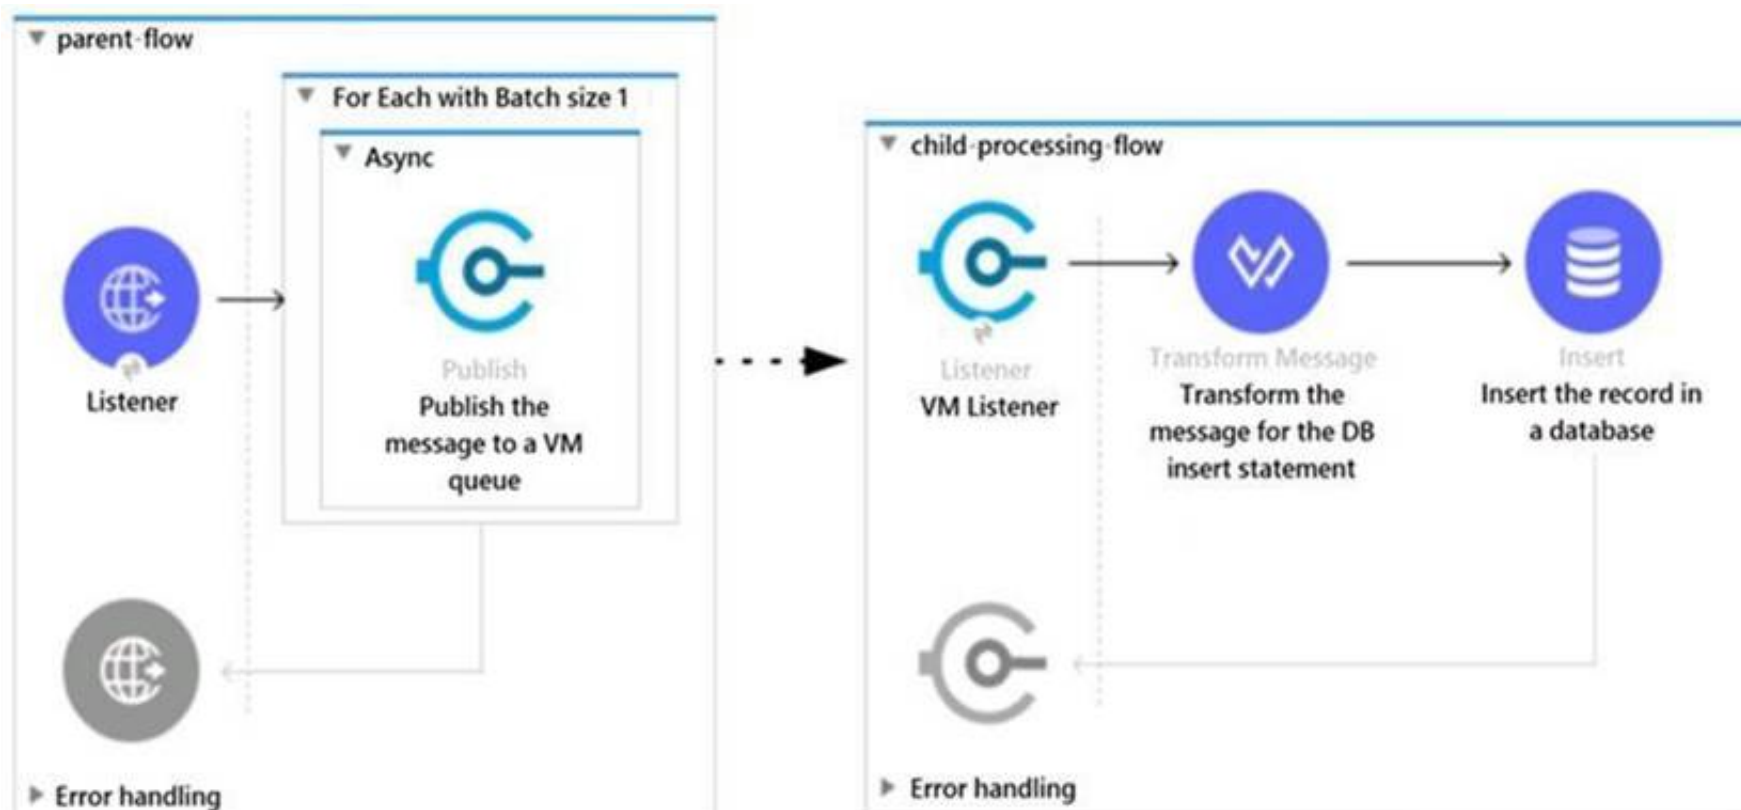 parent-flow
For Each with Batch size 1
Async
Publish
Publish the
message to a VM
queue
Listener
Error handling
child-processing-flow
Listener
VM Listener
Transform Message
Transform the
message for the DB
insert statement
Insert
Insert the record in
a database
Error handling